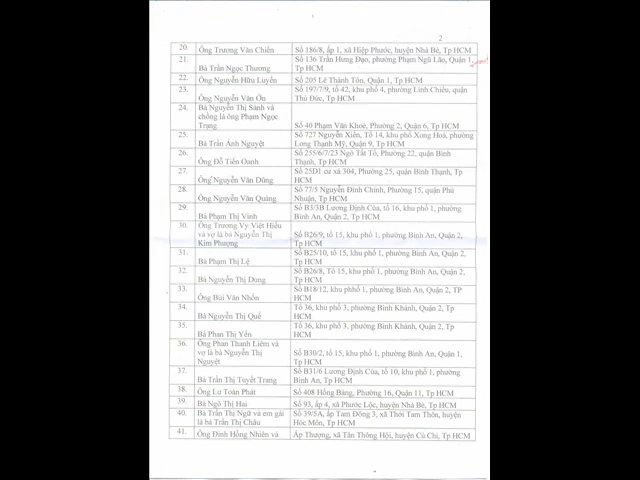 2
20. Ông Trương Văn Chiến Số 186/8, ấp 1, xã Hiệp Phước, huyện Nhà Bè, Tp HCM
21. Số 136 Trần Hưng Đạo, phường Phạm Ngũ Lão, Quận 1,
Bà Trần Ngọc Thương Tp HCM
22. Ông Nguyễn Hữu Luyến Số 205 Lê Thánh Tôn, Quận 1, Tp HCM
23. Số 197/7/9, tổ 42, khu phố 4, phường Linh Chiểu, quận
Ông Nguyễn Văn Ổn Thủ Đức, Tp HCM
24. Bà Nguyễn Thị Sánh và
chồng là ông Phạm Ngọc
Trạng Số 40 Phạm Văn Khoẻ, Phường 2, Quận 6, Tp HCM
25. Số 727 Nguyễn Xiển, Tổ 14, khu phố Xong Hoà, phường
Bà Trần Anh Nguyệt Long Thạnh Mỹ, Quận 9, Tp HCM
26. Số 255/6/7/23 Ngô Tất Tố, Phường 22, quận Bình
Ông Đỗ Tiến Oanh Thạnh, Tp HCM
27. Số 25D1 cư xá 304, Phường 25, quận Bình Thạnh, Tp
Ông Nguyễn Văn Dũng HCM
28. Số 77/5 Nguyễn Đình Chính, Phường 15, quận Phú
Ông Nguyễn Văn Quảng Nhuận, Tp HCM
29. Số B3/3B Lương Định Của, tổ 16, khu phố 1, phường
Bà Phạm Thị Vinh Bình An, Quận 2, Tp HCM
30. Ông Trương Vy Việt Hiếu
và vợ là bà Nguyễn Thị Số B26/9, tổ 15, khu phố 1, phường Bình An, Quận 2,
Kim Phượng Tp HCM
31. Số B25/10, tổ 15, khu phố 1, phường Bình An, Quận 2,
Bà Phạm Thị Lệ Tp HCM
32. Số B26/8, Tổ 15, khu phố 1, phường Bình An, Quận 2,
Bà Nguyễn Thị Dung Tp HCM
33. Số B18/12, khu phhố 1, phường Bình An, Quận 2, TP
Ông Bùi Văn Nhốn HCM
34. Tổ 36, khu phố 3, phường Bình Khánh, Quận 2, Tp
Bà Nguyễn Thị Quế HCM
35. Tổ 36, khu phố 3, phường Bình Khánh, Quận 2, Tp
Bà Phan Thị Yến HCM
36. Ông Phan Thanh Liêm và
vợ là bà Nguyễn Thị Số B30/2, tổ 15, khu phố 1, phường Bình An, Quận 1,
Nguyệt Tp HCM
37. Số B31/6 Lương Định Của, tổ 10, khu phố 1, phường
Bà Trần Thị Tuyết Trang Bình An, Tp HCM
38. Ông Lư Toàn Phát Số 408 Hồng Bàng, Phường 16, Quận 11, Tp HCM
39. Bà Ngô Thị Hai Số 93, ấp 4, xã Phước Lộc, huyện Nhà Bè, Tp HCM
40. Bà Trần Thị Ngữ và em gái Số 39/5A, ấp Tam Đông 3, xã Thới Tam Thôn, huyện
là bà Trần Thị Châu Hóc Môn, Tp HCM
41. Ông Đinh Hồng Nhiên và Ấp Thượng, xã Tân Thông Hội, huyện Củ Chi, Tp HCM